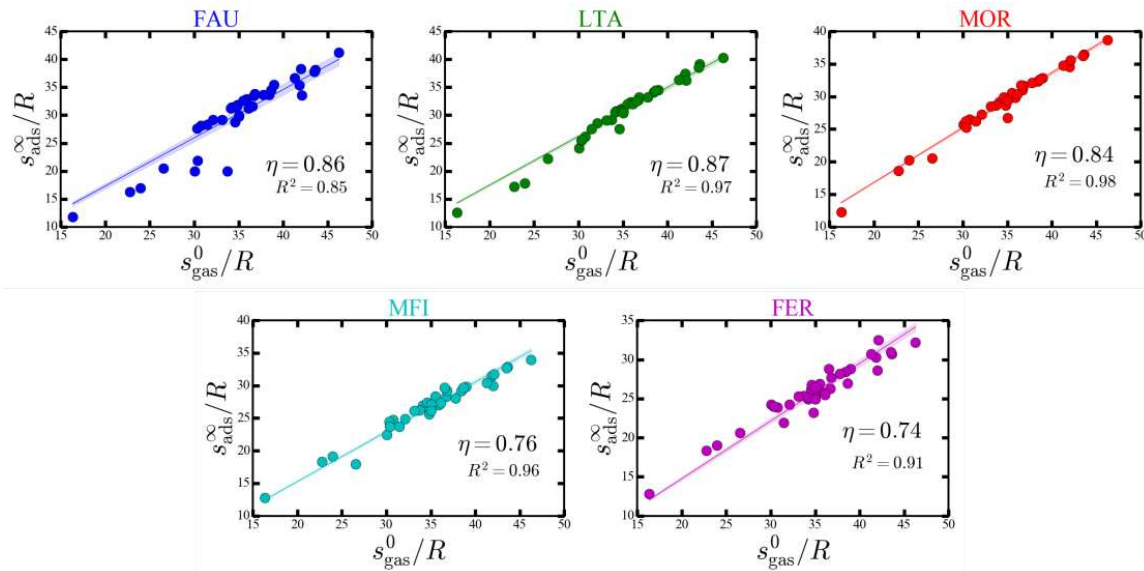 FAU
LTA
MOR
45
40
35
30
25
20
15
10
s∞ads/R
η = 0.86
R² = 0.85
15 20 25 30 35 40 45 50
s⁰gas/R
45
40
35
30
25
20
15
10
s∞ads/R
η = 0.87
R² = 0.97
15 20 25 30 35 40 45 50
s⁰gas/R
40
35
30
25
20
15
10
s∞ads/R
η = 0.84
R² = 0.98
15 20 25 30 35 40 45 50
s⁰gas/R
MFI
FER
40
35
30
25
20
15
10
s∞ads/R
η = 0.76
R² = 0.96
15 20 25 30 35 40 45 50
s⁰gas/R
35
30
25
20
15
10
s∞ads/R
η = 0.74
R² = 0.91
15 20 25 30 35 40 45 50
s⁰gas/R